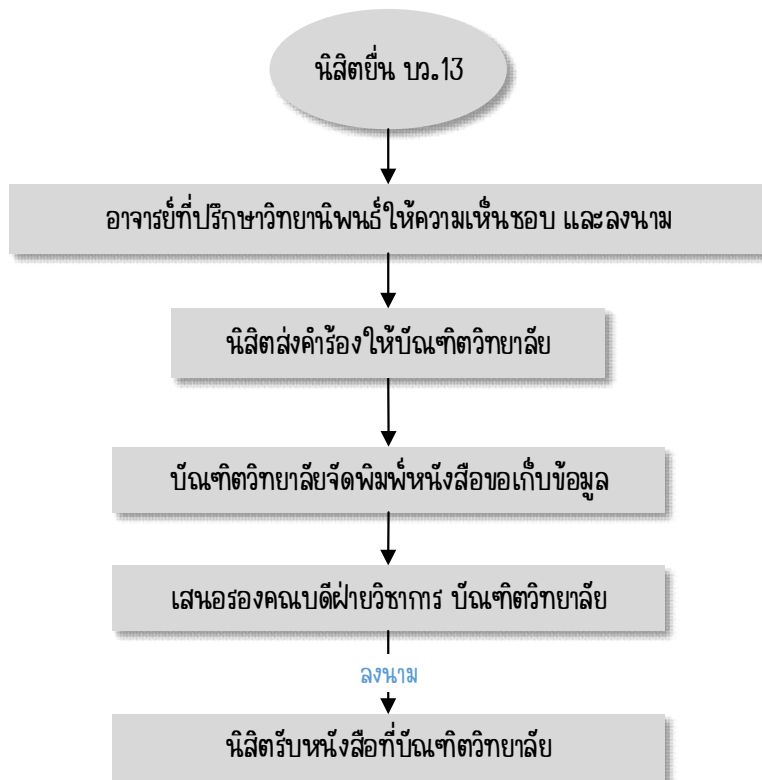 นิสิตยื่น บว.13
อาจารย์ที่ปรึกษาวิทยานิพนธ์ให้ความเห็นชอบ และลงนาม
นิสิตส่งคำร้องให้บัณฑิตวิทยาลัย
บัณฑิตวิทยาลัยจัดพิมพ์หนังสือขอเก็บข้อมูล
เสนอรองคณบดีฝ่ายวิชาการ บัณฑิตวิทยาลัย
ลงนาม
นิสิตรับหนังสือที่บัณฑิตวิทยาลัย